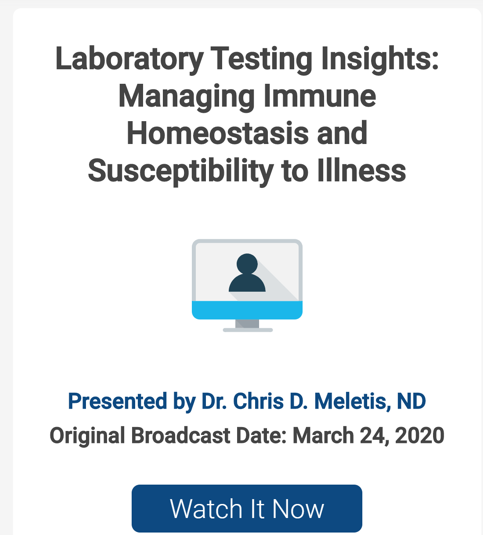 Laboratory Testing Insights:
Managing Immune
Homeostasis and
Susceptibility to Illness
Presented by Dr. Chris D. Meletis, ND
Original Broadcast Date: March 24, 2020
Watch It Now